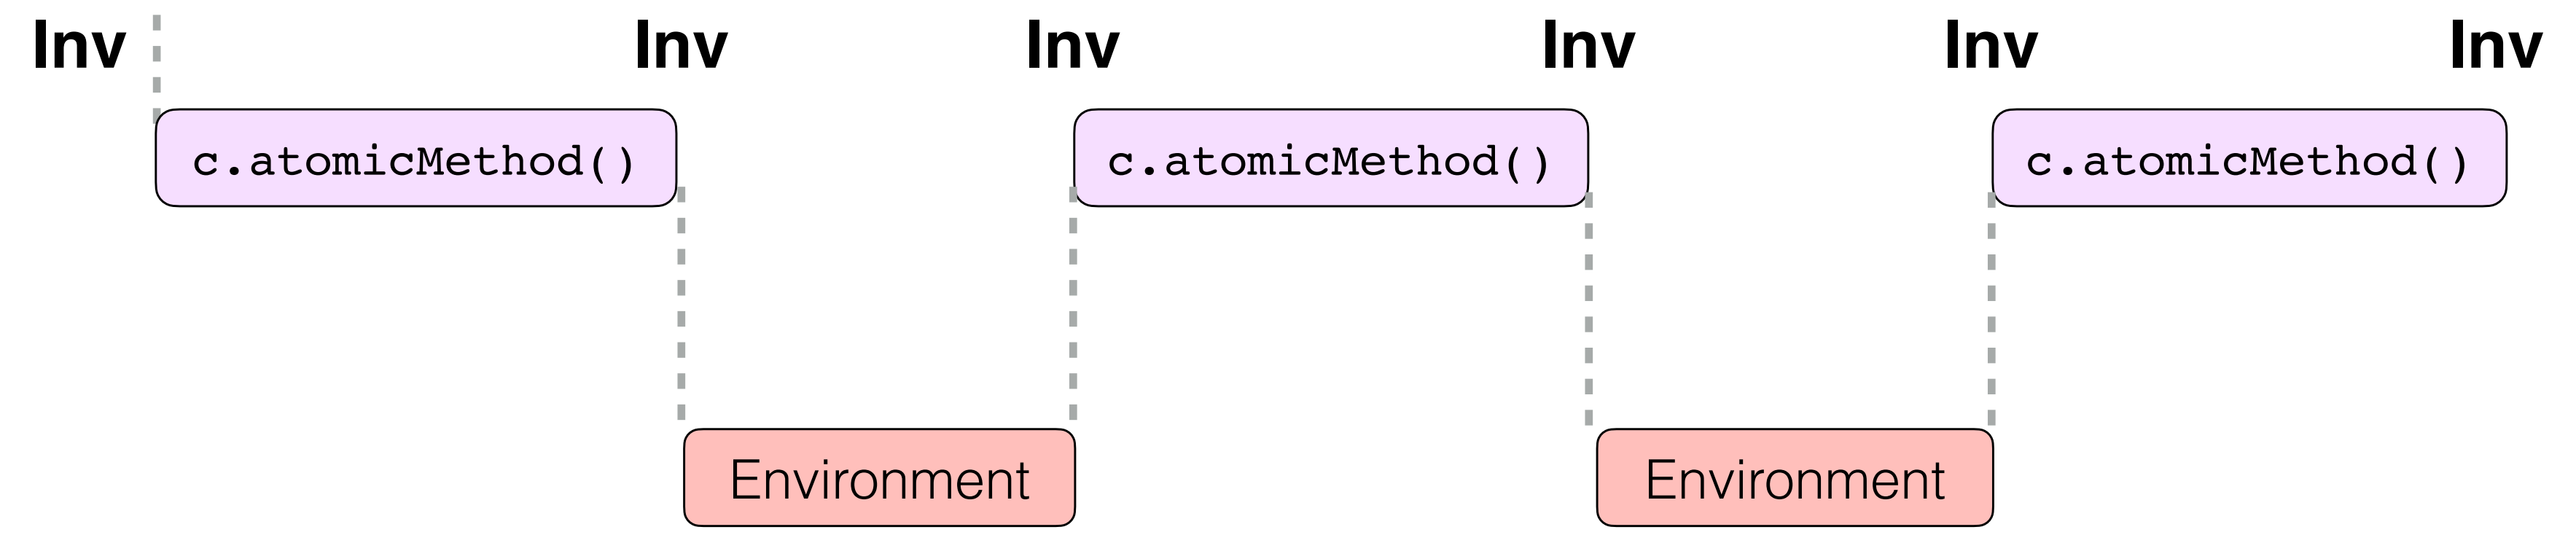 Inv Inv Inv Inv Inv Inv
c.atomicMethod() c.atomicMethod() c.atomicMethod()
Environment Environment